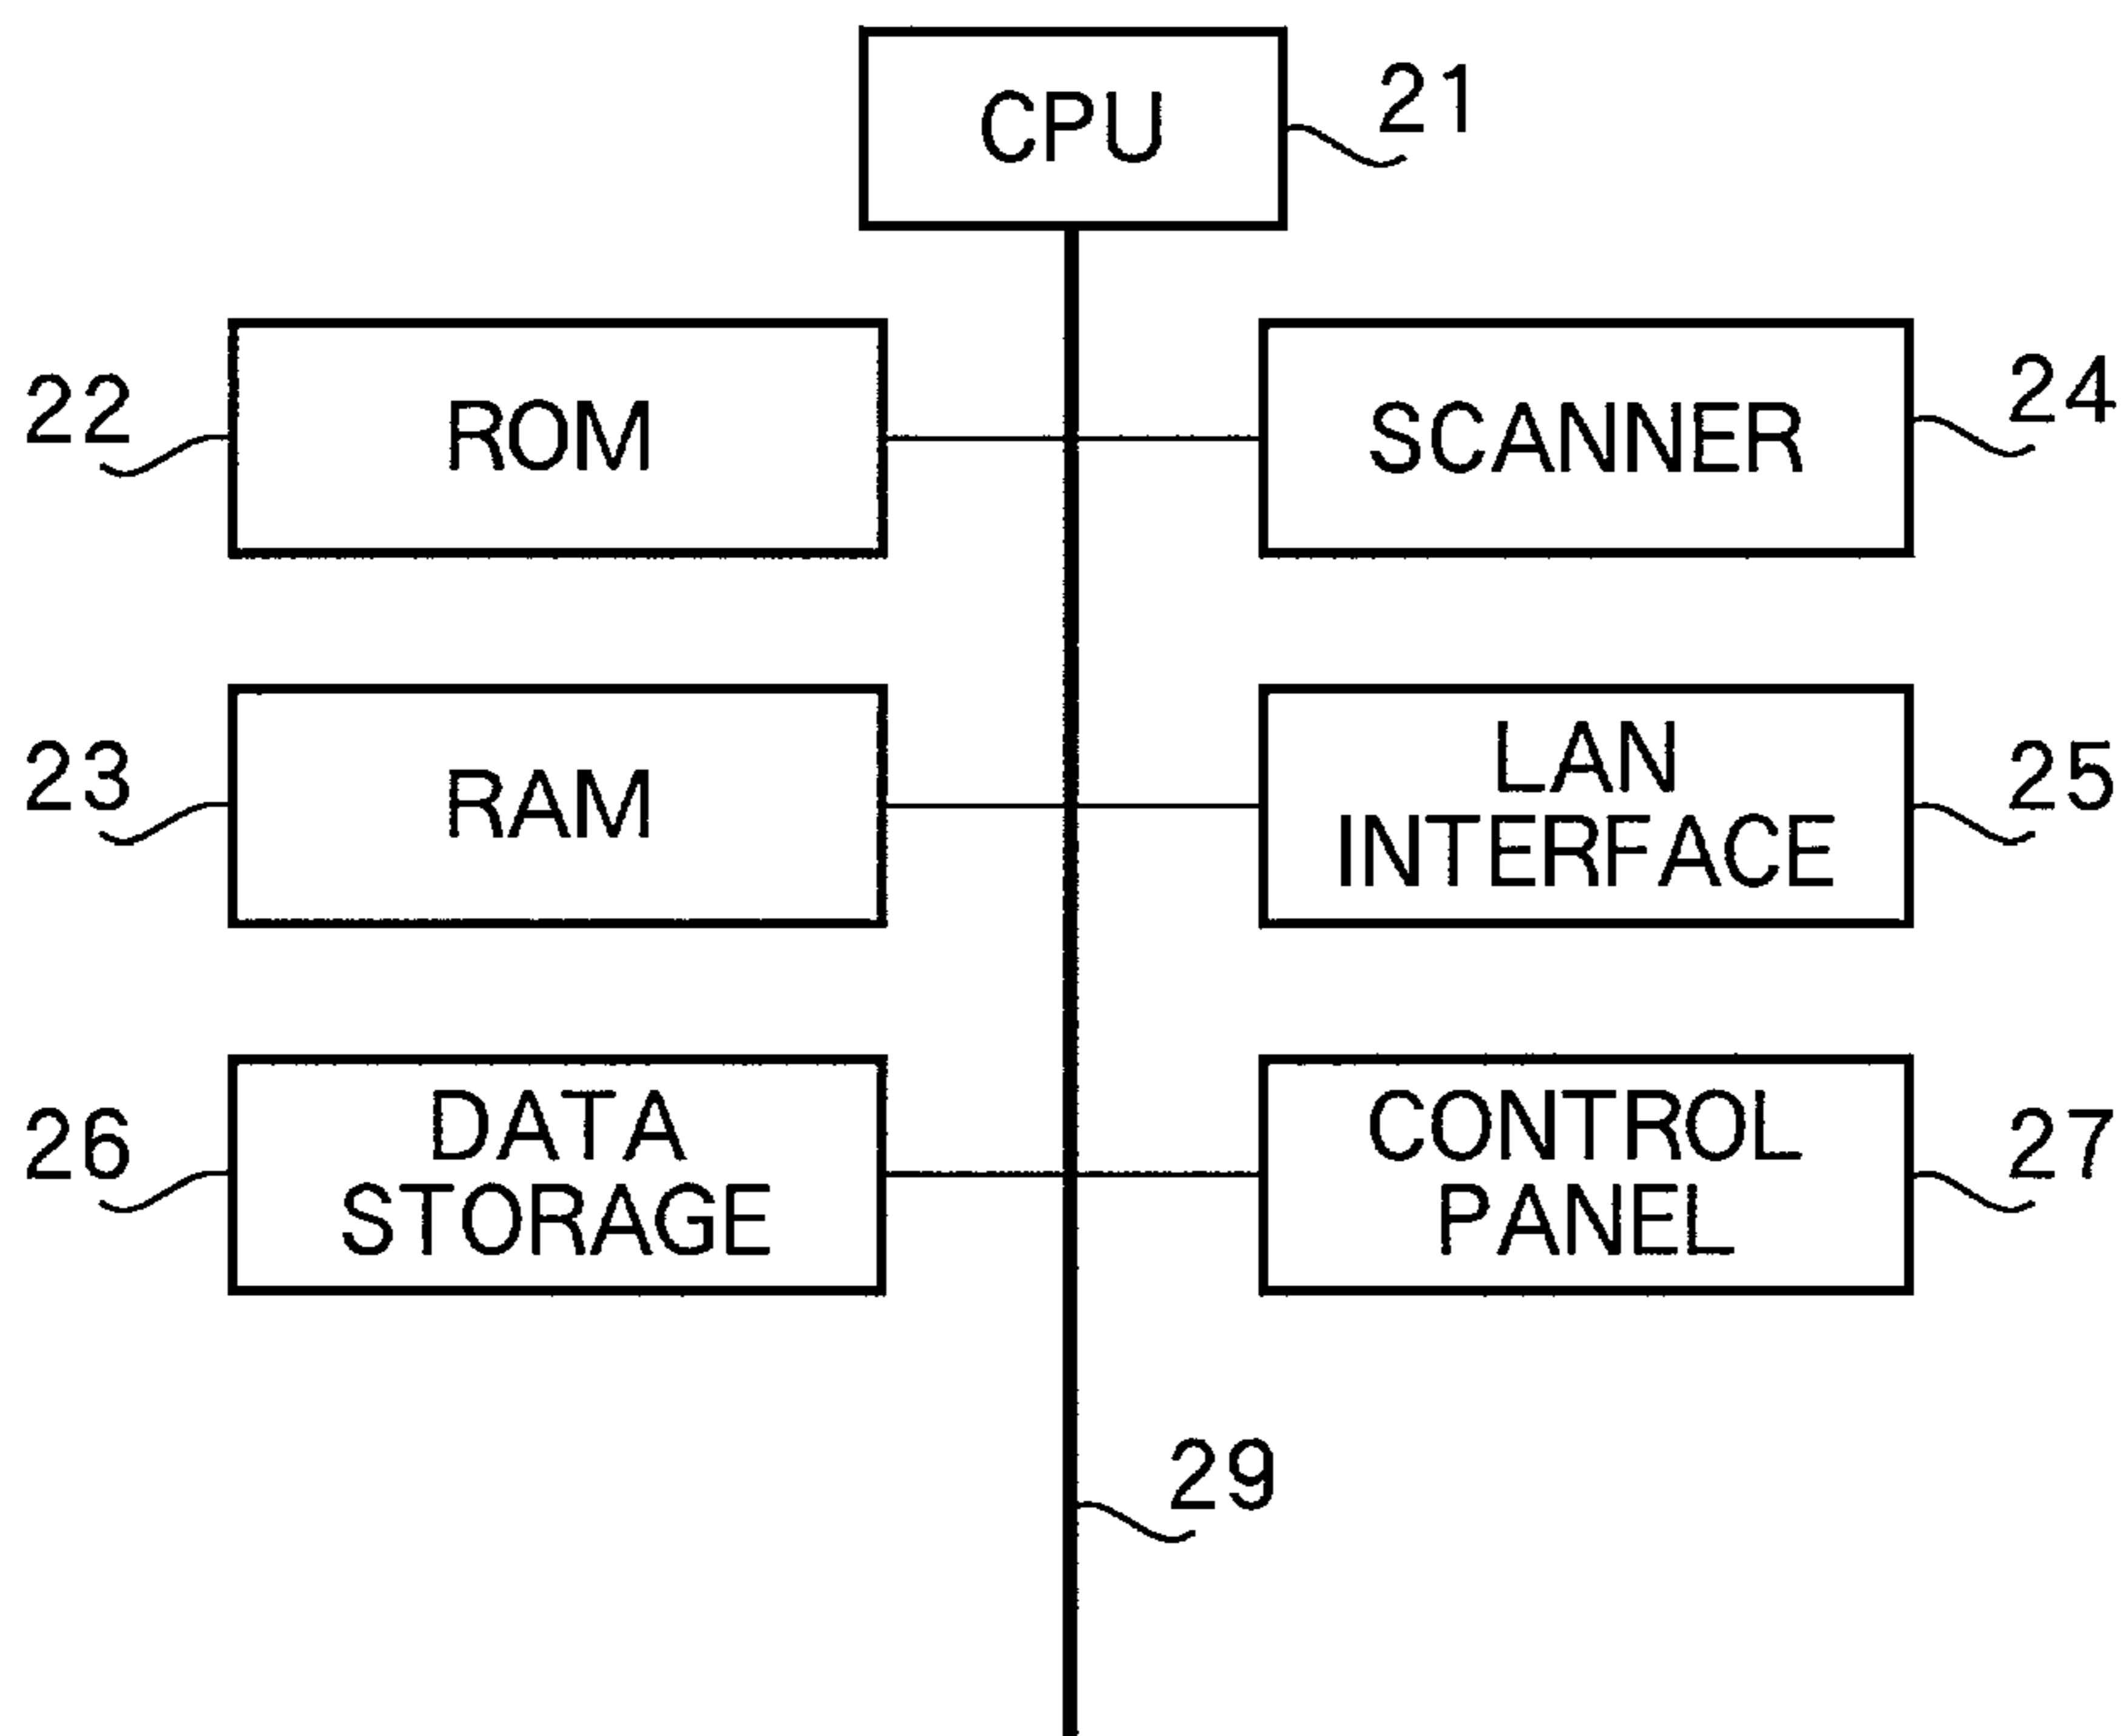 CPU
21
22
ROM
SCANNER
24
23
RAM
LAN
INTERFACE
25
26
DATA
STORAGE
CONTROL
PANEL
27
29